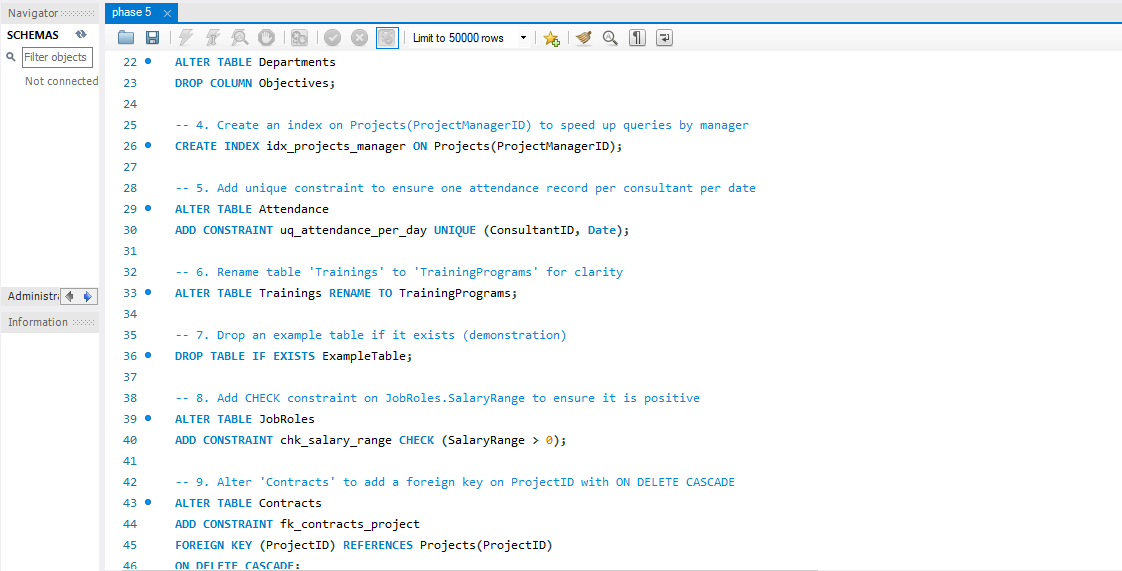 Navigator
SCHEMAS
Filter objects
Not connected
Administra
Information
phase 5
Limit to 50000 rows
22 ALTER TABLE Departments
23 DROP COLUMN Objectives;
24
25 -- 4. Create an index on Projects(ProjectManagerID) to speed up queries by manager
26 CREATE INDEX idx_projects_manager ON Projects(ProjectManagerID);
27
28 -- 5. Add unique constraint to ensure one attendance record per consultant per date
29 ALTER TABLE Attendance
30 ADD CONSTRAINT uq_attendance_per_day UNIQUE (ConsultantID, Date);
31
32 -- 6. Rename table 'Trainings' to 'TrainingPrograms' for clarity
33 ALTER TABLE Trainings RENAME TO TrainingPrograms;
34
35 -- 7. Drop an example table if it exists (demonstration)
36 DROP TABLE IF EXISTS ExampleTable;
37
38 -- 8. Add CHECK constraint on JobRoles.SalaryRange to ensure it is positive
39 ALTER TABLE JobRoles
40 ADD CONSTRAINT chk_salary_range CHECK (SalaryRange > 0);
41
42 -- 9. Alter 'Contracts' to add a foreign key on ProjectID with ON DELETE CASCADE
43 ALTER TABLE Contracts
44 ADD CONSTRAINT fk_contracts_project
45 FOREIGN KEY (ProjectID) REFERENCES Projects(ProjectID)
46 ON DELETE CASCADE;